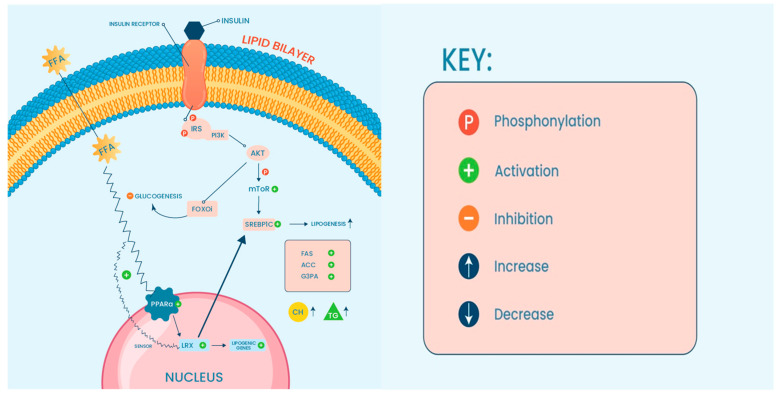 INSULIN
INSULIN RECEPTOR
LIPID BILAYER
FFA
FFA
P
IRS
P
PI3K
AKT
P
mToR
GLUCOGENESIS
FOXOi
SREBP1C
LIPOGENESIS
FAS
ACC
G3PA
PPARα
CH
TG
SENSOR
LRX
LIPOGENIC
GENES
NUCLEUS
KEY:
P Phosphonylation
+ Activation
− Inhibition
↑ Increase
↓ Decrease